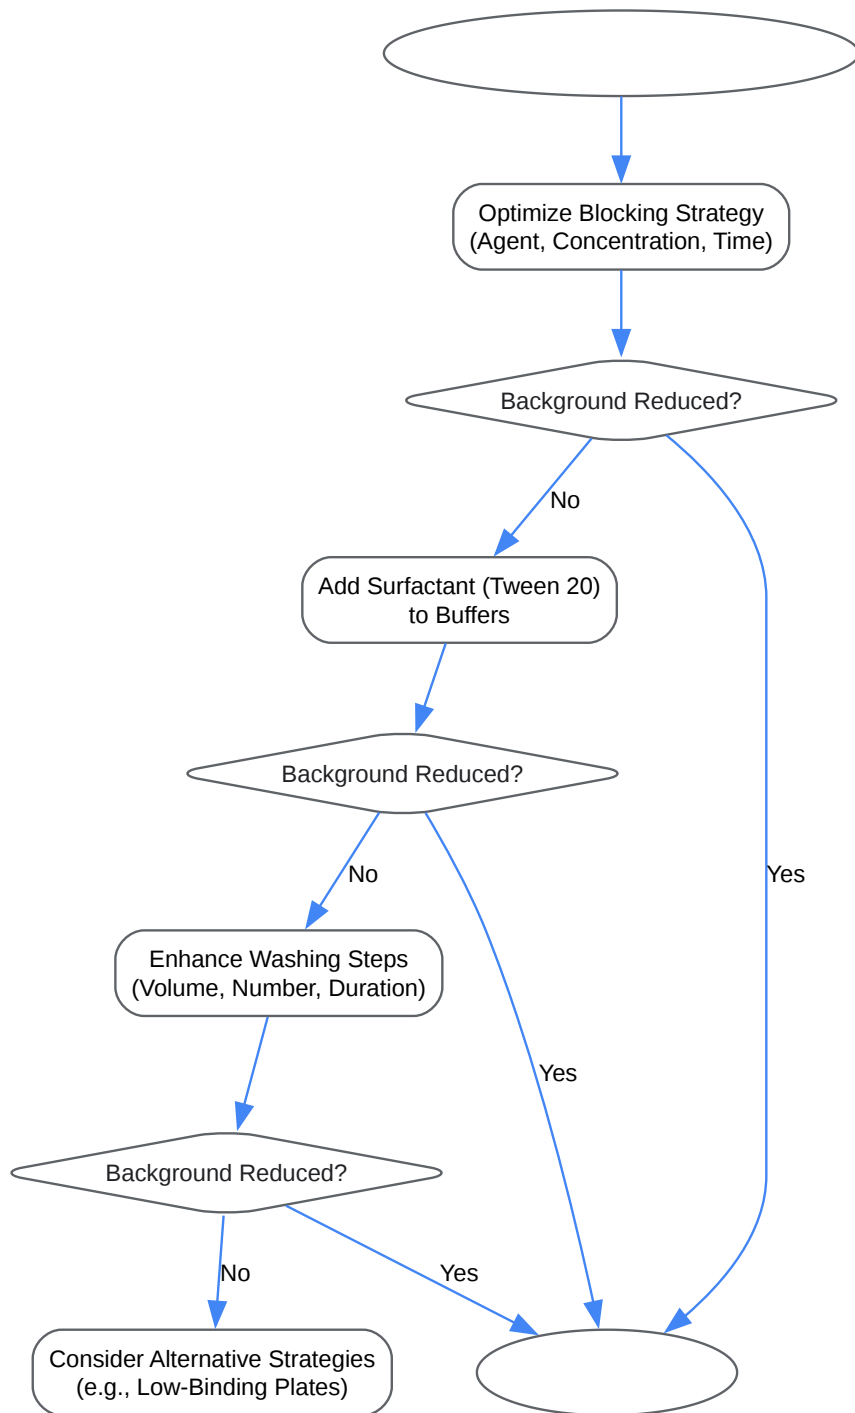 Optimize Blocking Strategy
(Agent, Concentration, Time)
Background Reduced?
No
Add Surfactant (Tween 20)
to Buffers
Background Reduced?
No
Yes
Enhance Washing Steps
(Volume, Number, Duration)
Yes
Background Reduced?
No
Yes
Consider Alternative Strategies
(e.g., Low-Binding Plates)